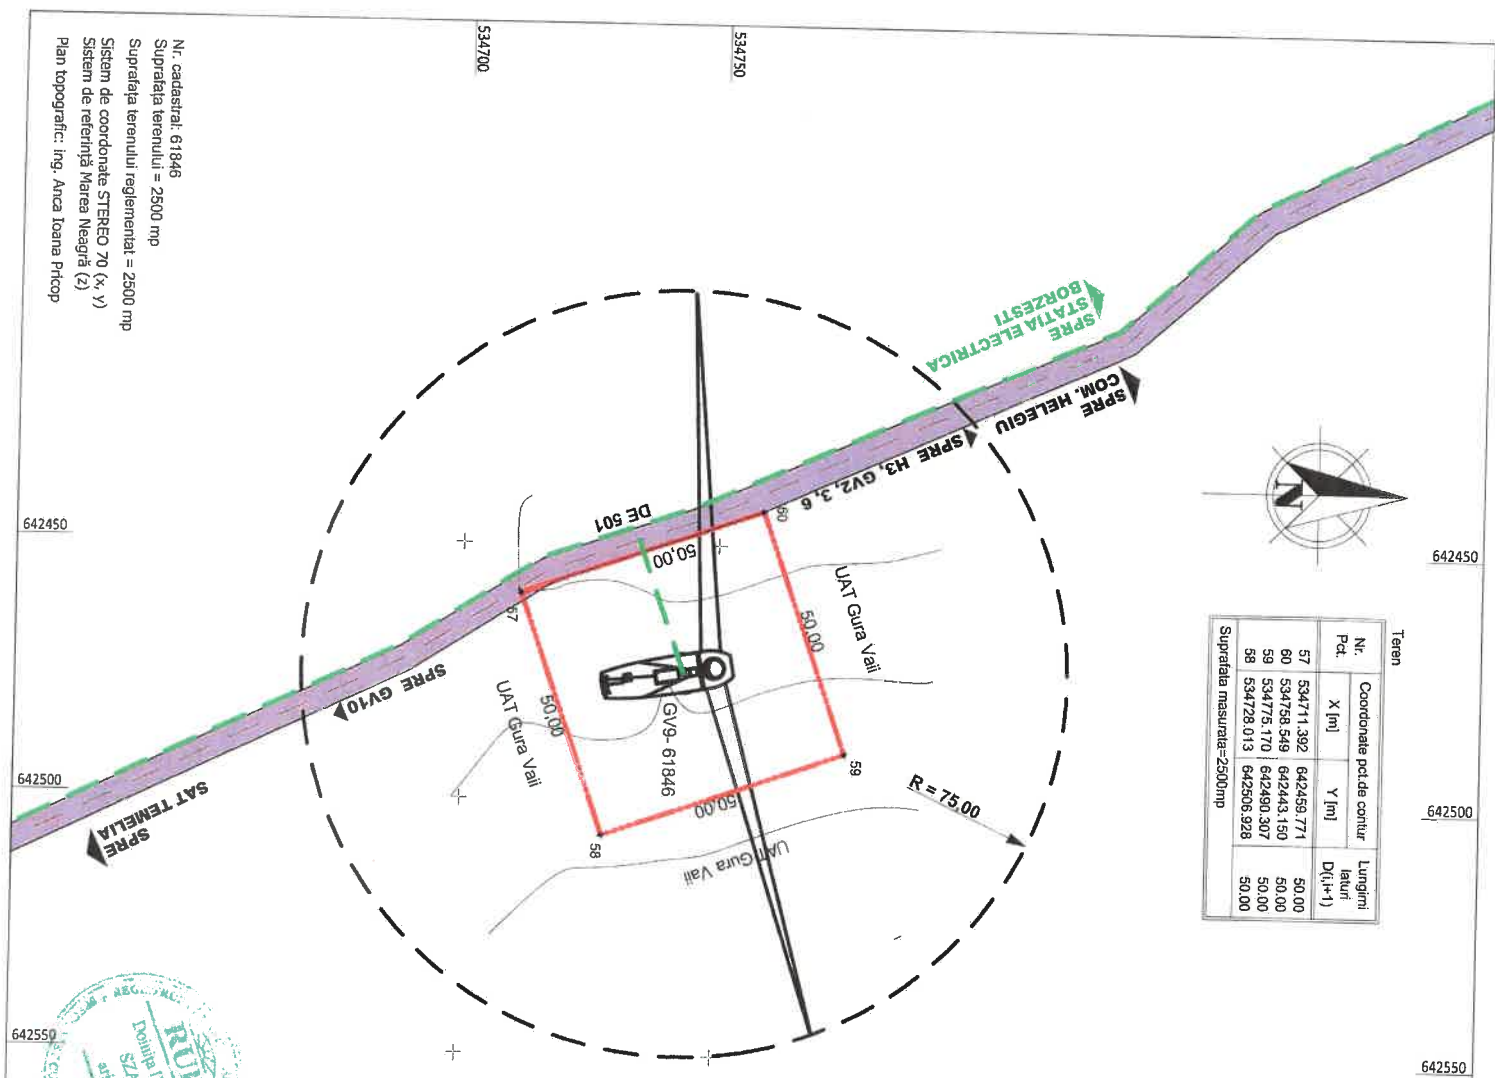 534700
534750
Nr. cadastral: 61846
Suprafața terenului = 2500 mp
Suprafața terenului reglementat = 2500 mp
Sistem de coordonate STEREO 70 (x, y)
Sistem de referință Marea Neagră (z)
Plan topografic: ing. Anca Ioana Pricop
SPRE
STATIA ELECTRICA
BORZESTI
SPRE
COM. HELEGIU
SPRE H3, GV2, 3, 6
DE 501
N
642450
642450
60
50,00
57
UAT Gura Vaii
50,00
SPRE GV10
UAT Gura Vaii
50,00
GV9- 61846
59
50,00
58
UAT Gura Vaii
R = 75,00
642500
642500
SPRE
SAT TEMELIA
Teren
Nr. Pct. Coordonate pct.de contur Lungimi laturi D(i,i+1)
X [m] Y [m]
57 534711.392 642459.771 50.00
60 534758.549 642443.150 50.00
59 534775.170 642490.307 50.00
58 534728.013 642506.928 50.00
Suprafata masurata=2500mp
642550
642550